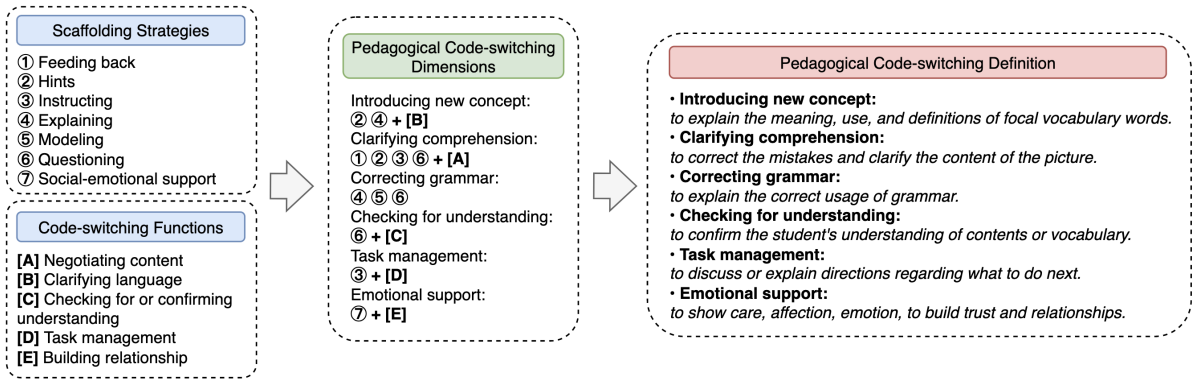 Scaffolding Strategies
① Feeding back
② Hints
③ Instructing
④ Explaining
⑤ Modeling
⑥ Questioning
⑦ Social-emotional support
Code-switching Functions
[A] Negotiating content
[B] Clarifying language
[C] Checking for or confirming
understanding
[D] Task management
[E] Building relationship
Pedagogical Code-switching
Dimensions
Introducing new concept:
② ④ + [B]
Clarifying comprehension:
① ② ③ ⑥ + [A]
Correcting grammar:
④ ⑤ ⑥
Checking for understanding:
⑥ + [C]
Task management:
③ + [D]
Emotional support:
⑦ + [E]
Pedagogical Code-switching Definition
• Introducing new concept:
to explain the meaning, use, and definitions of focal vocabulary words.
• Clarifying comprehension:
to correct the mistakes and clarify the content of the picture.
• Correcting grammar:
to explain the correct usage of grammar.
• Checking for understanding:
to confirm the student's understanding of contents or vocabulary.
• Task management:
to discuss or explain directions regarding what to do next.
• Emotional support:
to show care, affection, emotion, to build trust and relationships.